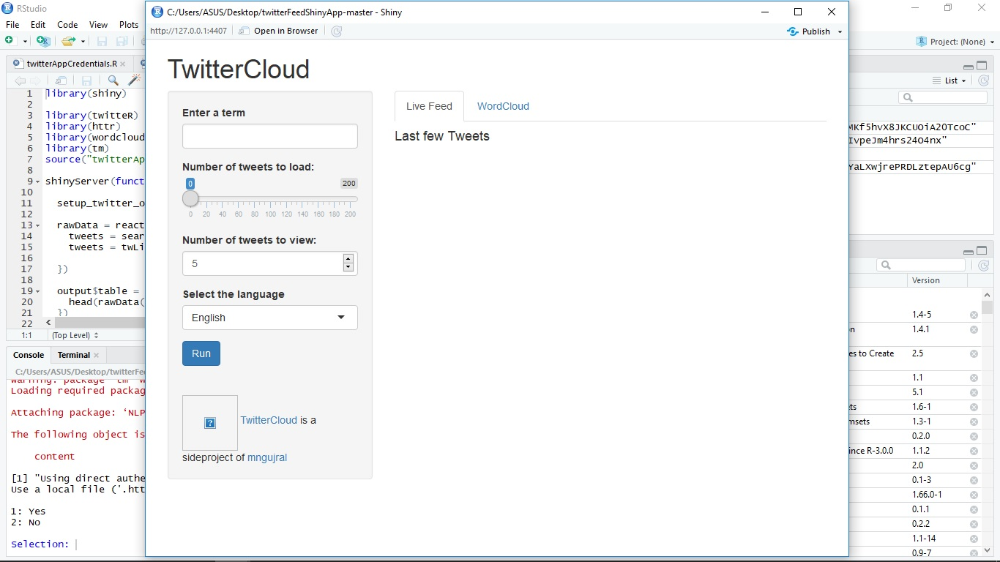 RStudio
File Edit Code View Plots
twitterAppCredentials.R
1 library(shiny)
2
3 library(twitteR)
4 library(httr)
5 library(wordcloud
6 library(tm)
7 source("twitterAp
8
9 shinyServer(funct
10
11 setup_twitter_o
12
13 rawData = react
14 tweets = sear
15 tweets = twLi
16
17 })
18
19 output$table =
20 head(rawData(
21 })
22
1:1 (Top Level)
Console Terminal
C:/Users/ASUS/Desktop/twitterFee
Warning: package 'tm' w
Loading required packag
Attaching package: ‘NLP
The following object is
content
[1] "Using direct authe
Use a local file ('.htt
1: Yes
2: No
Selection:
C:/Users/ASUS/Desktop/twitterFeedShinyApp-master - Shiny
http://127.0.0.1:4407 Open in Browser Publish
TwitterCloud
Enter a term
Number of tweets to load:
0 200
0 20 40 60 80 100 120 140 160 180 200
Number of tweets to view:
5
Select the language
English
Run
TwitterCloud is a
sideproject of mngujral
Live Feed WordCloud
Last few Tweets
Project: (None)
List
MKf5hvX8JKCUOiA2OTcoC"
IvpeJm4hrs24O4nx"
YaLXwjrePRDLztepAU6cg"
Version
1.4-5
n 1.4.1
es to Create 2.5
1.1
5.1
ets 1.6-1
msets 1.3-1
0.2.0
ince R-3.0.0 1.1.2
2.0
0.1-3
1.66.0-1
0.1.1
0.2.2
1.1-14
0.9-7